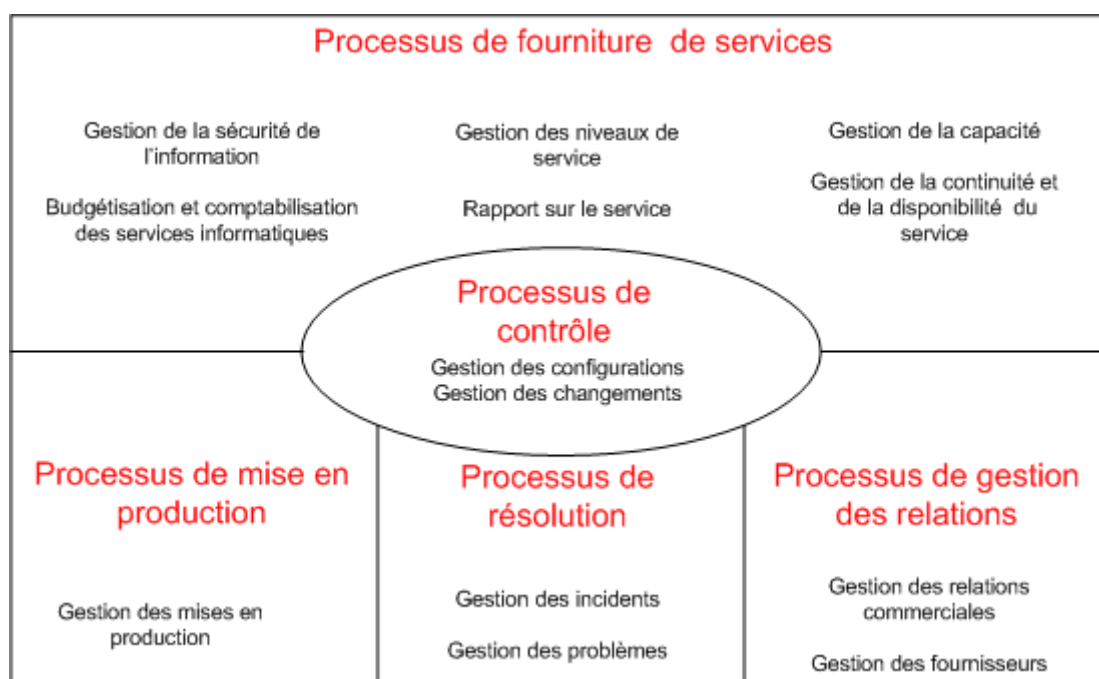 Processus de fourniture de services
Gestion de la sécurité de
l'information
Budgétisation et comptabilisation
des services informatiques
Gestion des niveaux de
service
Rapport sur le service
Gestion de la capacité
Gestion de la continuité et
de la disponibilité du
service
Processus de
contrôle
Gestion des configurations
Gestion des changements
Processus de mise en
production
Gestion des mises en
production
Processus de
résolution
Gestion des incidents
Gestion des problèmes
Processus de gestion
des relations
Gestion des relations
commerciales
Gestion des fournisseurs